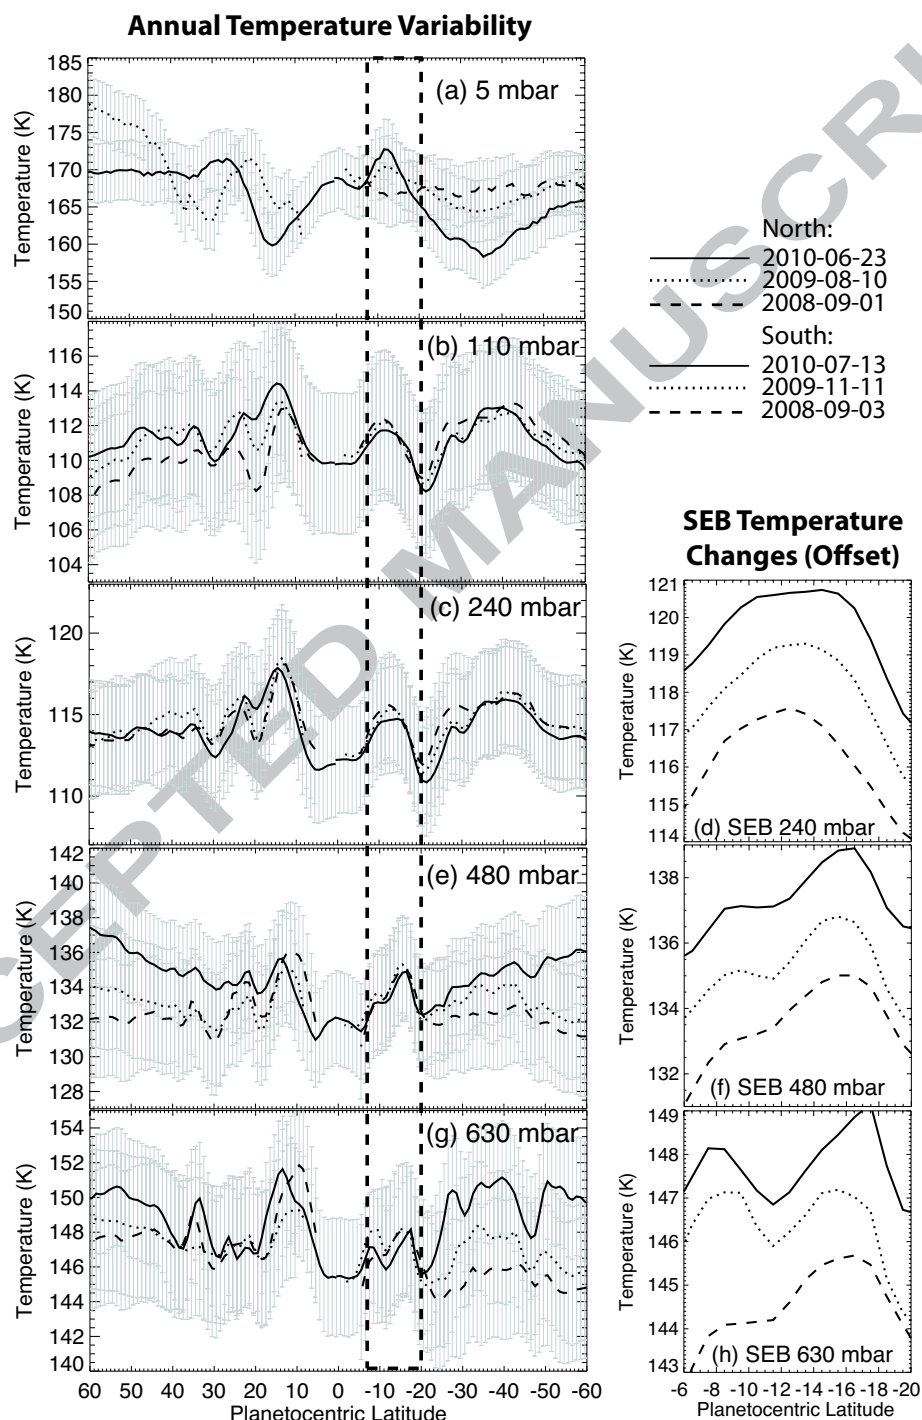 Annual Temperature Variability
185
180
175
170
165
160
155
150
Temperature (K)
(a) 5 mbar
116
114
112
110
108
106
104
Temperature (K)
(b) 110 mbar
120
115
110
Temperature (K)
(c) 240 mbar
142
140
138
136
134
132
130
128
Temperature (K)
(e) 480 mbar
154
152
150
148
146
144
142
140
Temperature (K)
(g) 630 mbar
60 50 40 30 20 10 0 -10 -20 -30 -40 -50 -60
Planetocentric Latitude
North:
2010-06-23
2009-08-10
2008-09-01
South:
2010-07-13
2009-11-11
2008-09-03
SEB Temperature
Changes (Offset)
121
120
119
118
117
116
115
114
Temperature (K)
(d) SEB 240 mbar
138
136
134
132
Temperature (K)
(f) SEB 480 mbar
149
148
147
146
145
144
143
Temperature (K)
(h) SEB 630 mbar
-6 -8 -10 -12 -14 -16 -18 -20
Planetocentric Latitude
CEPTED MANUSCRI